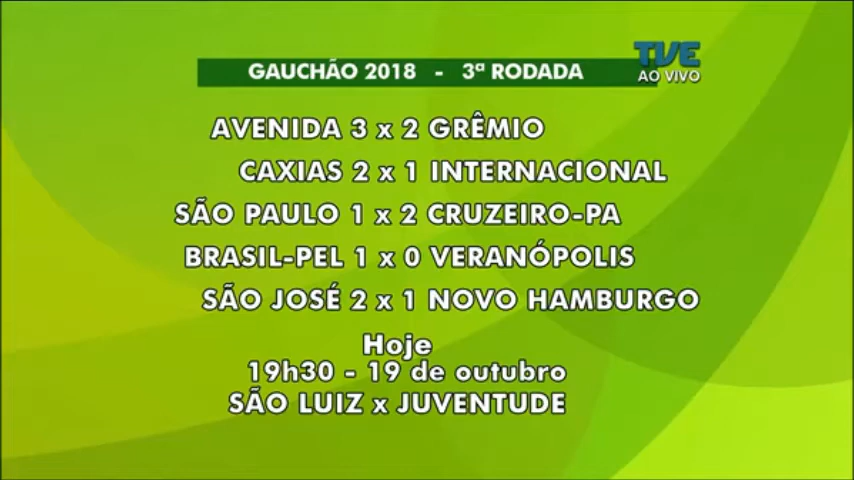 GAUCHÃO 2018 - 3ª RODADA
TVE
AO VIVO
AVENIDA 3 x 2 GRÊMIO
CAXIAS 2 x 1 INTERNACIONAL
SÃO PAULO 1 x 2 CRUZEIRO-PA
BRASIL-PEL 1 x 0 VERANÓPOLIS
SÃO JOSÉ 2 x 1 NOVO HAMBURGO
Hoje
19h30 - 19 de outubro
SÃO LUIZ x JUVENTUDE